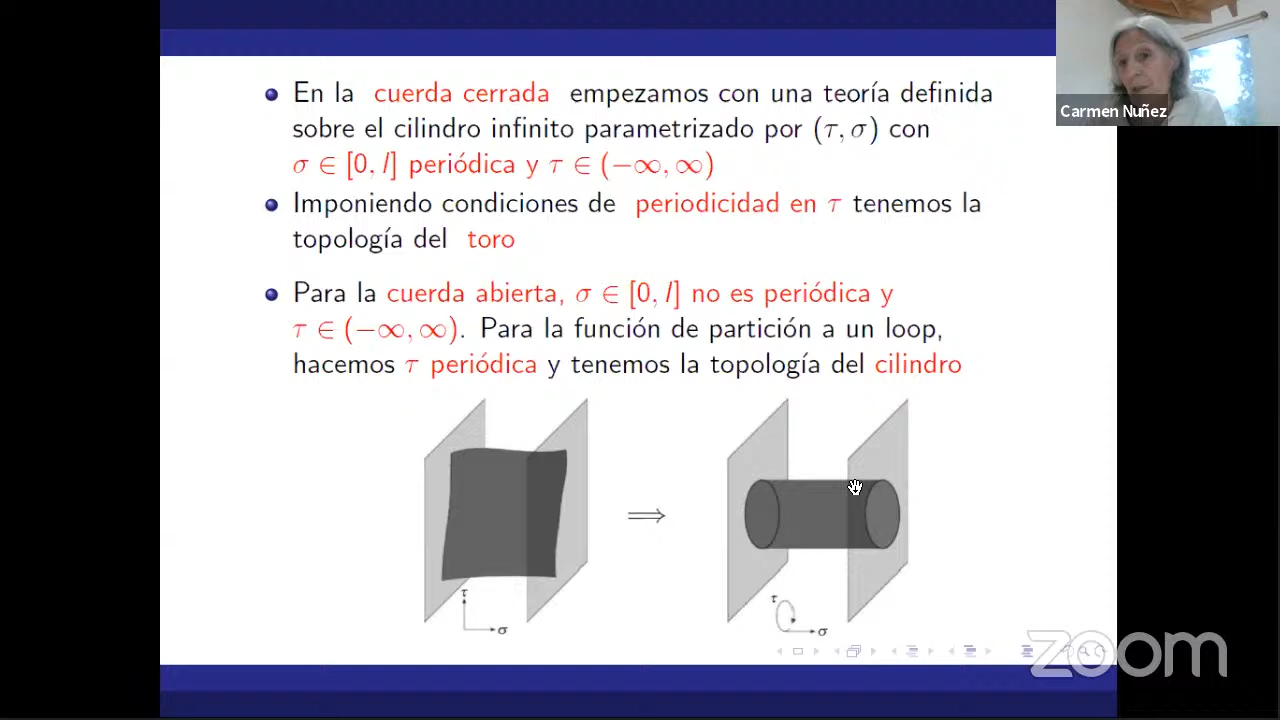 En la cuerda cerrada empezamos con una teoría definida
sobre el cilindro infinito parametrizado por (τ, σ) con
σ ∈ [0, l] periódica y τ ∈ (−∞, ∞)
Imponiendo condiciones de periodicidad en τ tenemos la
topología del toro
Para la cuerda abierta, σ ∈ [0, l] no es periódica y
τ ∈ (−∞, ∞). Para la función de partición a un loop,
hacemos τ periódica y tenemos la topología del cilindro
τ
σ
⟹
τ
σ
Carmen Nuñez
zoom